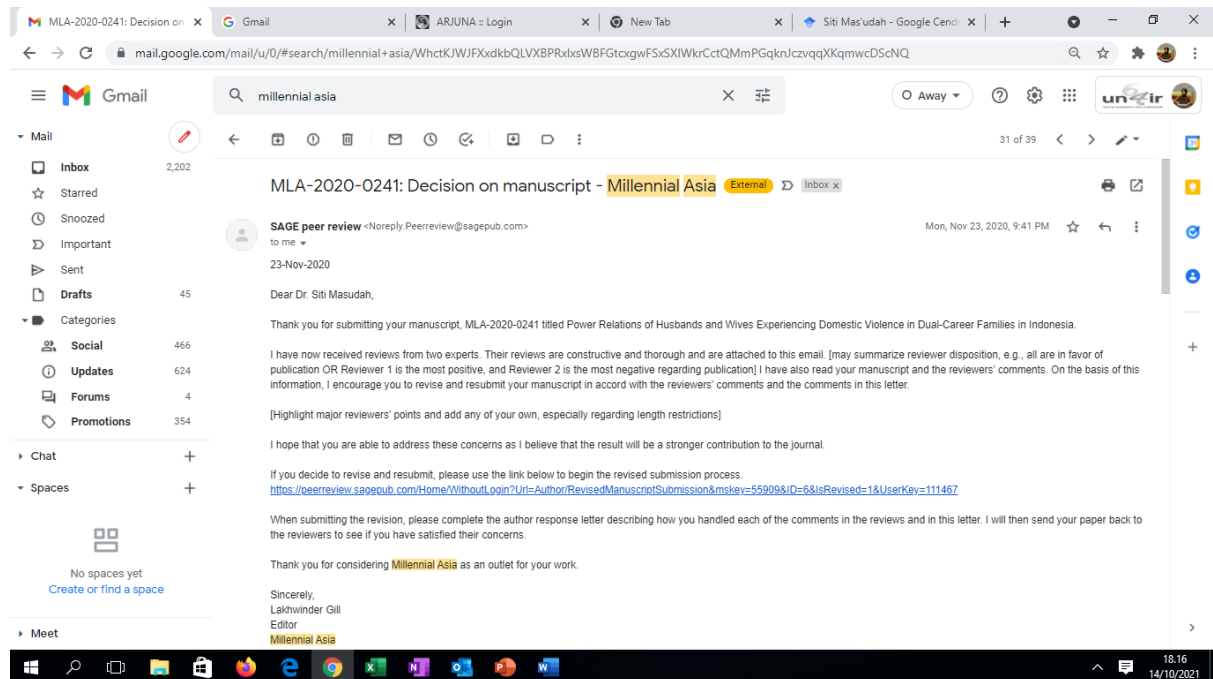 MLA-2020-0241: Decision on
Gmail
ARJUNA :: Login
New Tab
Siti Mas'udah - Google Cend
mail.google.com/mail/u/0/#search/millennial+asia/WhctKJWJFXxdkbQLVXBPRxlxsWBFGtcxgwFSxSXlWkrCctQMmPGqknJczvqqXKqmwcDScNQ
Gmail
millennial asia
Away
unair
Mail
Inbox 2,202
Starred
Snoozed
Important
Sent
Drafts 45
Categories
Social 466
Updates 624
Forums 4
Promotions 354
Chat
Spaces
No spaces yet
Create or find a space
Meet
31 of 39
31
MLA-2020-0241: Decision on manuscript - Millennial Asia External Inbox x
SAGE peer review <Noreply.Peerreview@sagepub.com> Mon, Nov 23, 2020, 9:41 PM
to me
23-Nov-2020
Dear Dr. Siti Masudah,
Thank you for submitting your manuscript, MLA-2020-0241 titled Power Relations of Husbands and Wives Experiencing Domestic Violence in Dual-Career Families in Indonesia.
I have now received reviews from two experts. Their reviews are constructive and thorough and are attached to this email. [may summarize reviewer disposition, e.g., all are in favor of
publication OR Reviewer 1 is the most positive, and Reviewer 2 is the most negative regarding publication] I have also read your manuscript and the reviewers' comments. On the basis of this
information, I encourage you to revise and resubmit your manuscript in accord with the reviewers' comments and the comments in this letter.
[Highlight major reviewers' points and add any of your own, especially regarding length restrictions]
I hope that you are able to address these concerns as I believe that the result will be a stronger contribution to the journal.
If you decide to revise and resubmit, please use the link below to begin the revised submission process.
https://peerreview.sagepub.com/Home/WithoutLogin?Url=Author/RevisedManuscriptSubmission&mskey=55909&ID=6&IsRevised=1&UserKey=111467
When submitting the revision, please complete the author response letter describing how you handled each of the comments in the reviews and in this letter. I will then send your paper back to
the reviewers to see if you have satisfied their concerns.
Thank you for considering Millennial Asia as an outlet for your work.
Sincerely,
Lakhwinder Gill
Editor
Millennial Asia
18.16
14/10/2021